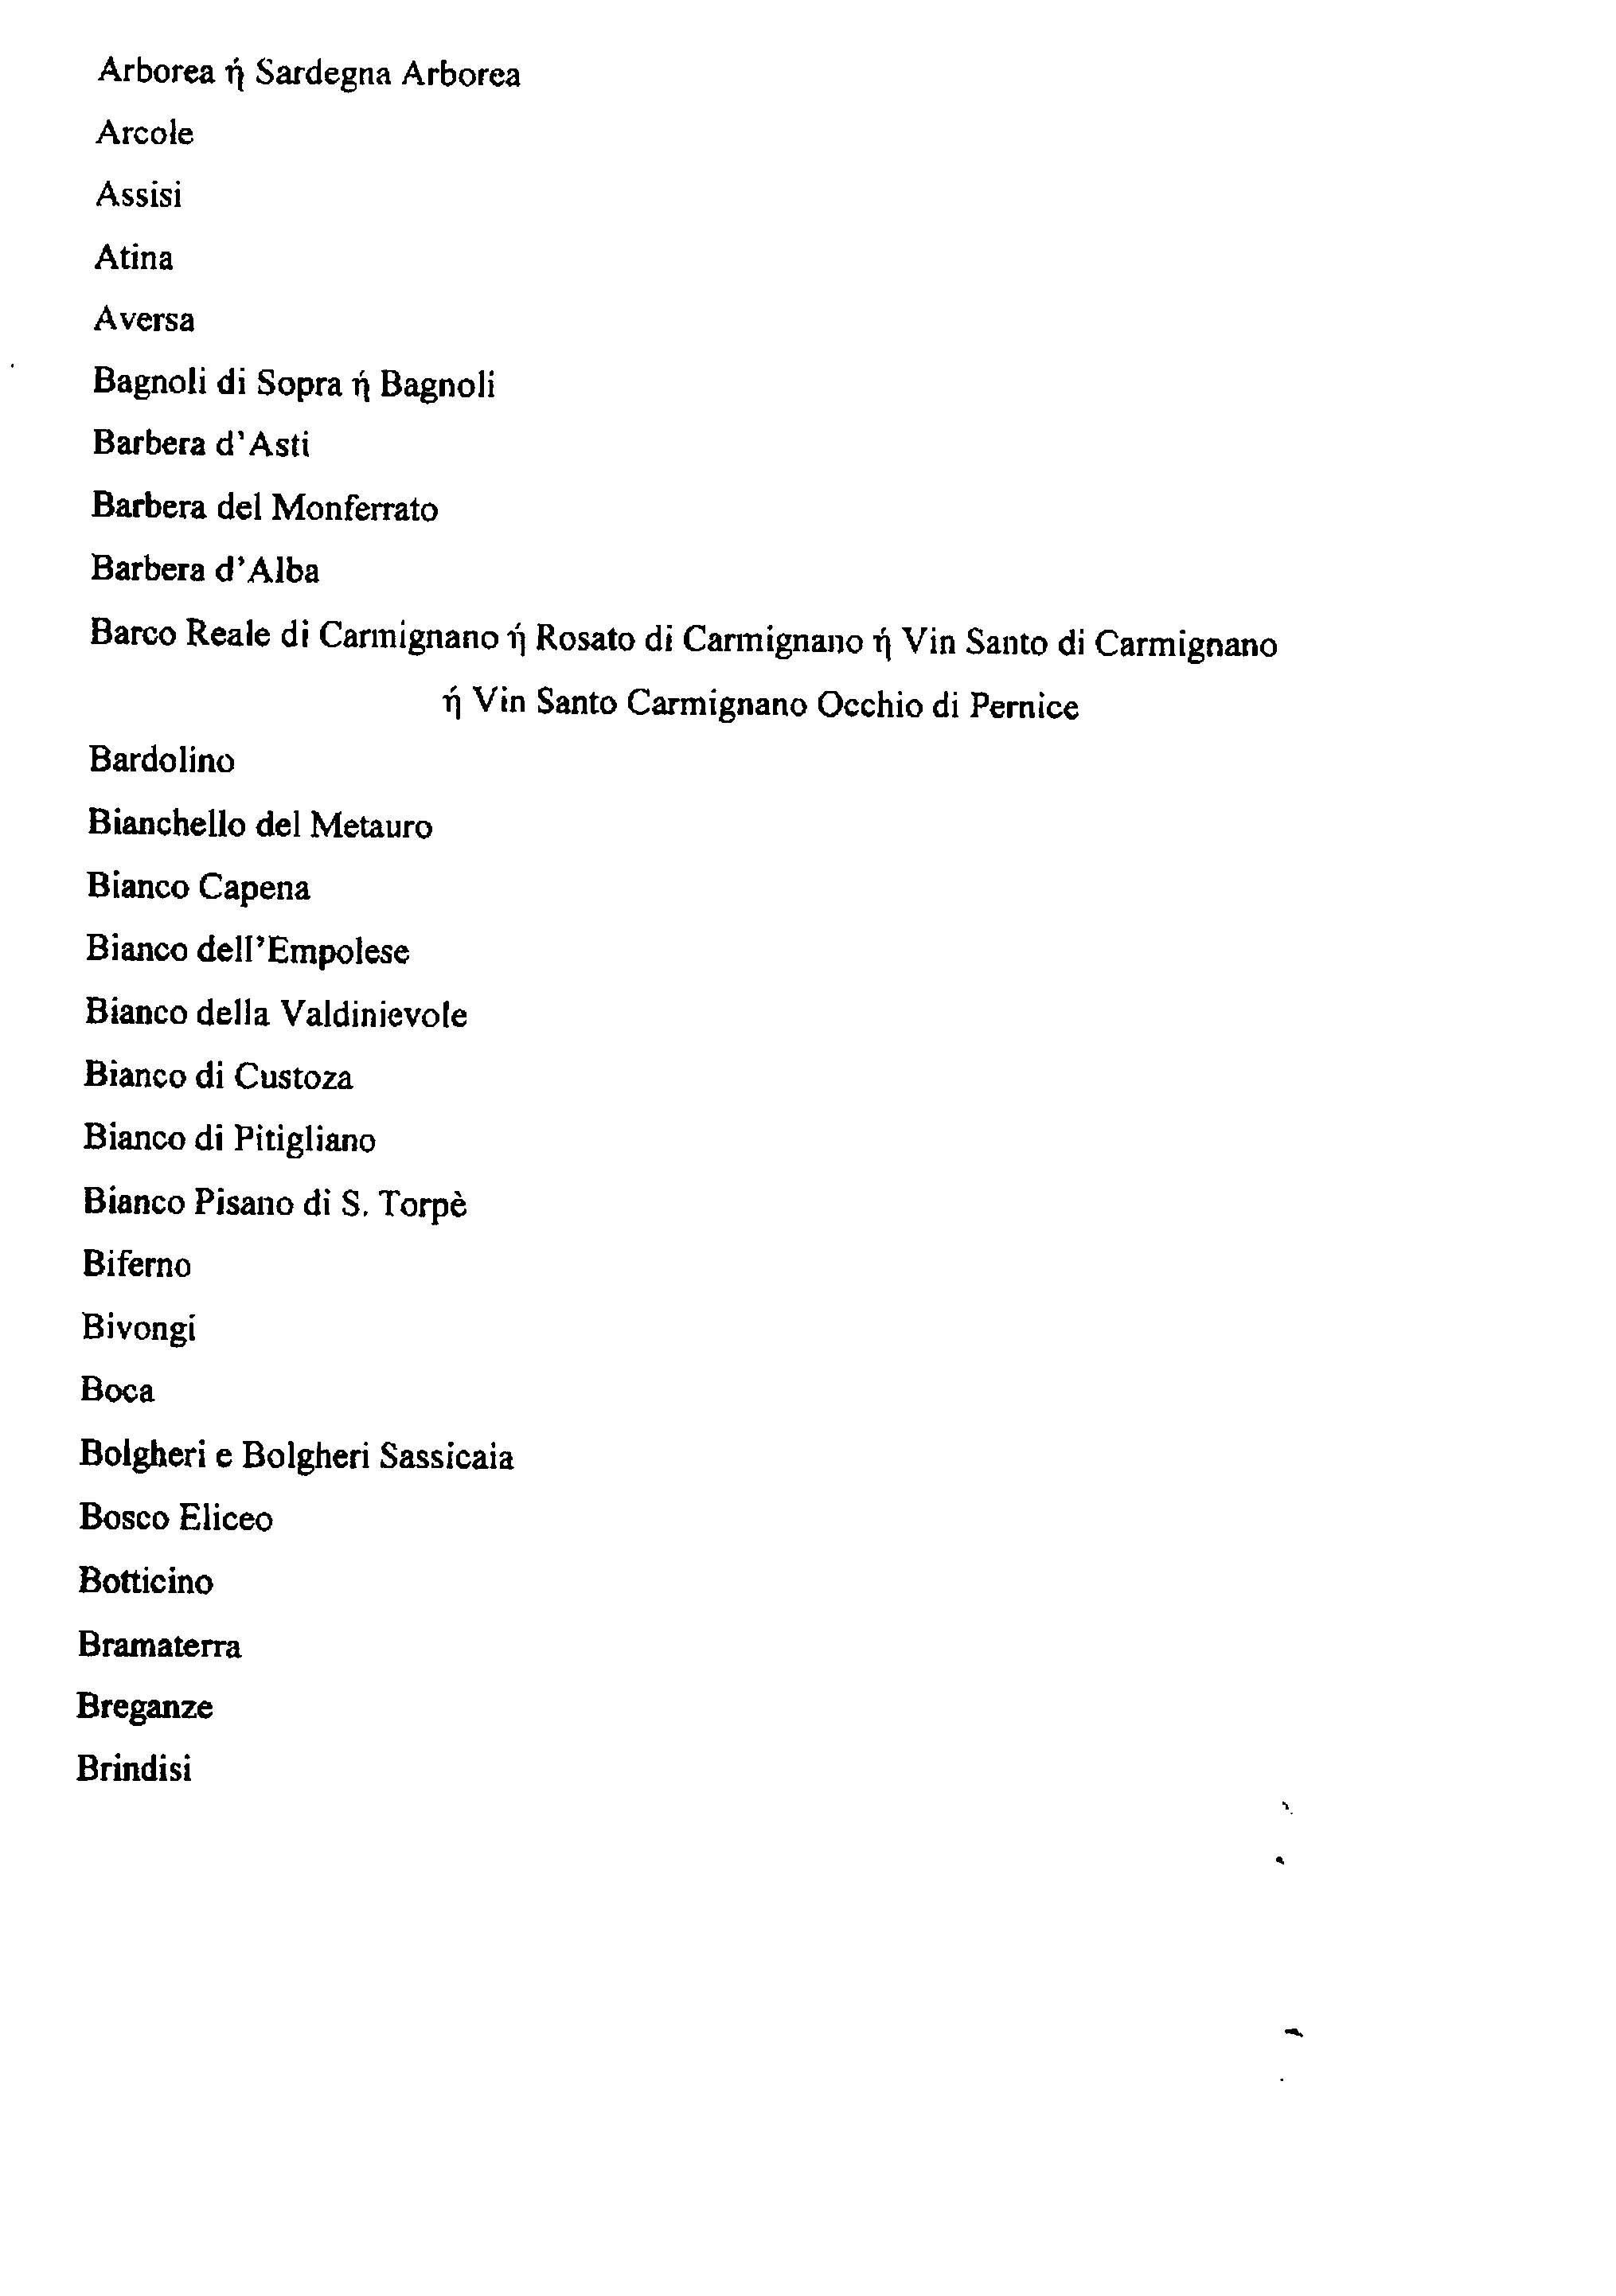 Arborea ή Sardegna Arborea
Arcole
Assisi
Atina
Aversa
Bagnoli di Sopra ή Bagnoli
Barbera d'Asti
Barbera del Monferrato
Barbera d'Alba
Barco Reale di Carmignano ή Rosato di Carmignano ή Vin Santo di Carmignano
ή Vin Santo Carmignano Occhio di Pernice
Bardolino
Bianchello del Metauro
Bianco Capena
Bianco dell'Empolese
Bianco della Valdinievole
Bianco di Custoza
Bianco di Pitigliano
Bianco Pisano di S. Torpè
Biferno
Bivongi
Boca
Bolgheri e Bolgheri Sassicaia
Bosco Eliceo
Botticino
Bramaterra
Breganze
Brindisi